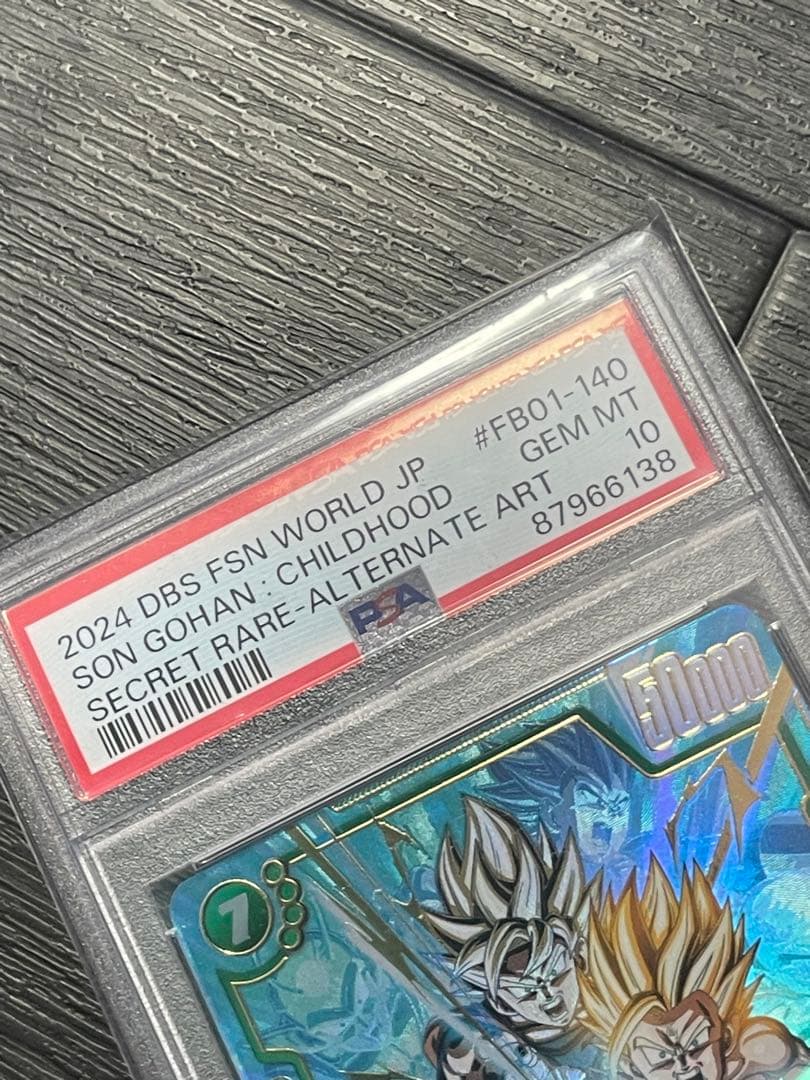 2024 DBS FSN WORLD JP #FB01-140
SON GOHAN : CHILDHOOD GEM MT
SECRET RARE-ALTERNATE ART 10
87966138
PSA
50000
7